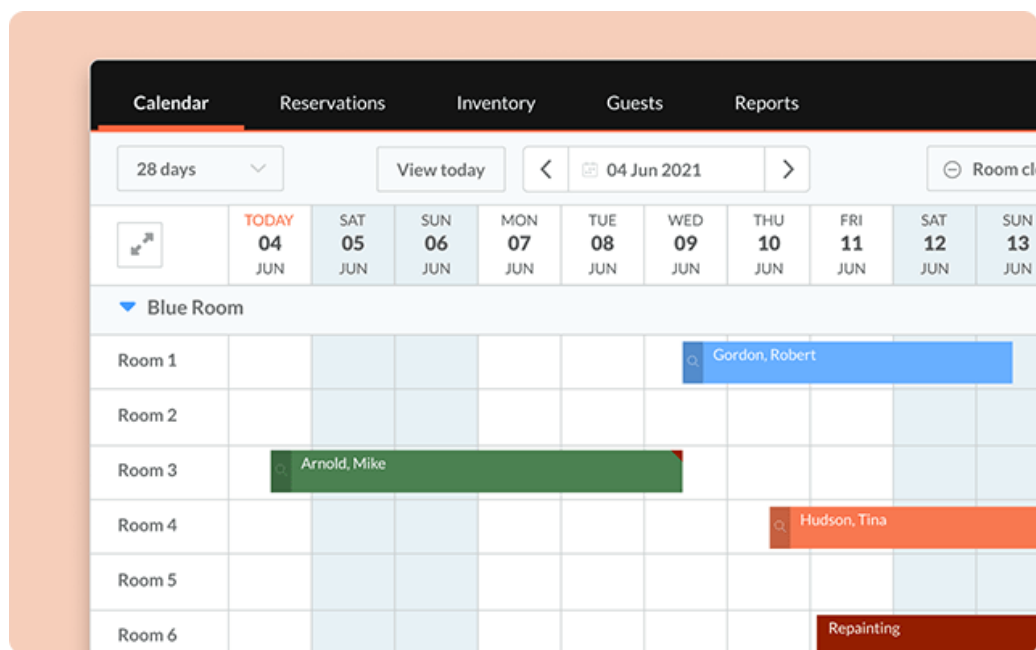 Calendar Reservations Inventory Guests Reports
28 days View today 04 Jun 2021
TODAY SAT SUN MON TUE WED THU FRI SAT SUN
04 05 06 07 08 09 10 11 12 13
JUN JUN JUN JUN JUN JUN JUN JUN JUN JUN
Blue Room
Room 1 Gordon, Robert
Room 2
Room 3 Arnold, Mike
Room 4 Hudson, Tina
Room 5
Room 6 Repainting